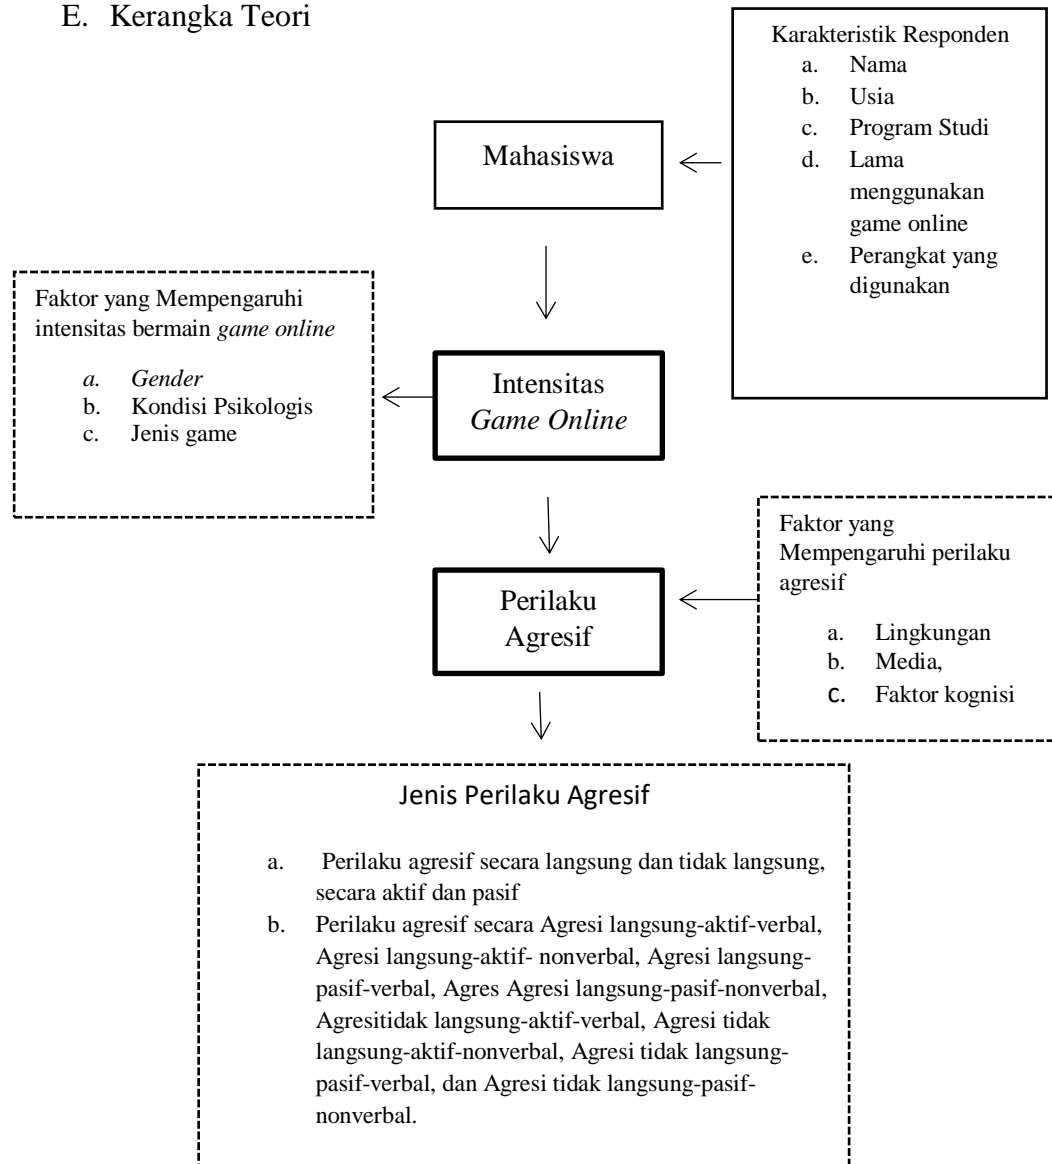 E. Kerangka Teori
Karakteristik Responden
a. Nama
b. Usia
c. Program Studi
d. Lama
menggunakan
game online
e. Perangkat yang
digunakan
Mahasiswa
Faktor yang Mempengaruhi
intensitas bermain game online
a. Gender
b. Kondisi Psikologis
c. Jenis game
Intensitas
Game Online
Faktor yang
Mempengaruhi perilaku
agresif
a. Lingkungan
b. Media,
c. Faktor kognisi
Perilaku
Agresif
Jenis Perilaku Agresif
a. Perilaku agresif secara langsung dan tidak langsung,
secara aktif dan pasif
b. Perilaku agresif secara Agresi langsung-aktif-verbal,
Agresi langsung-aktif- nonverbal, Agresi langsung-
pasif-verbal, Agres Agresi langsung-pasif-nonverbal,
Agresitidak langsung-aktif-verbal, Agresi tidak
langsung-aktif-nonverbal, Agresi tidak langsung-
pasif-verbal, dan Agresi tidak langsung-pasif-
nonverbal.